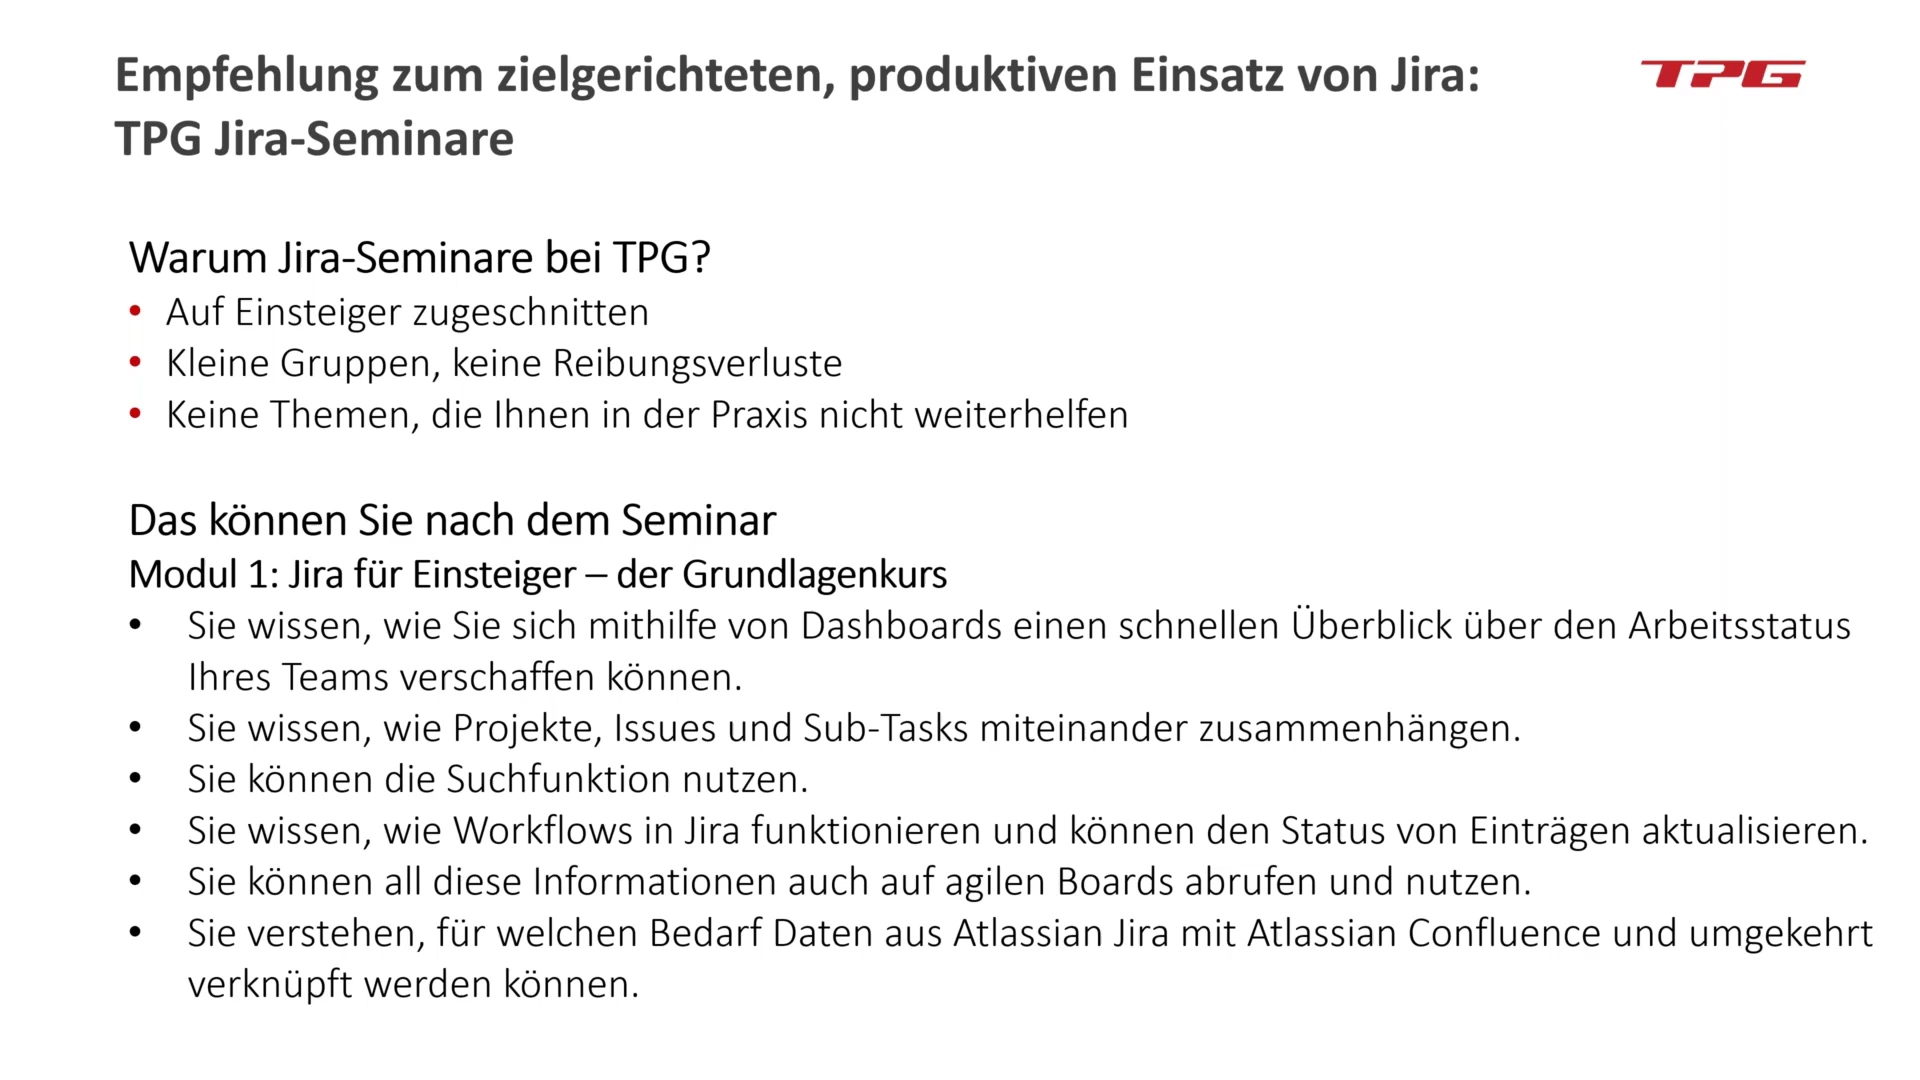 Empfehlung zum zielgerichteten, produktiven Einsatz von Jira:
TPG Jira-Seminare
TPG
Warum Jira-Seminare bei TPG?
• Auf Einsteiger zugeschnitten
• Kleine Gruppen, keine Reibungsverluste
• Keine Themen, die Ihnen in der Praxis nicht weiterhelfen
Das können Sie nach dem Seminar
Modul 1: Jira für Einsteiger – der Grundlagenkurs
• Sie wissen, wie Sie sich mithilfe von Dashboards einen schnellen Überblick über den Arbeitsstatus
Ihres Teams verschaffen können.
• Sie wissen, wie Projekte, Issues und Sub-Tasks miteinander zusammenhängen.
• Sie können die Suchfunktion nutzen.
• Sie wissen, wie Workflows in Jira funktionieren und können den Status von Einträgen aktualisieren.
• Sie können all diese Informationen auch auf agilen Boards abrufen und nutzen.
• Sie verstehen, für welchen Bedarf Daten aus Atlassian Jira mit Atlassian Confluence und umgekehrt
verknüpft werden können.